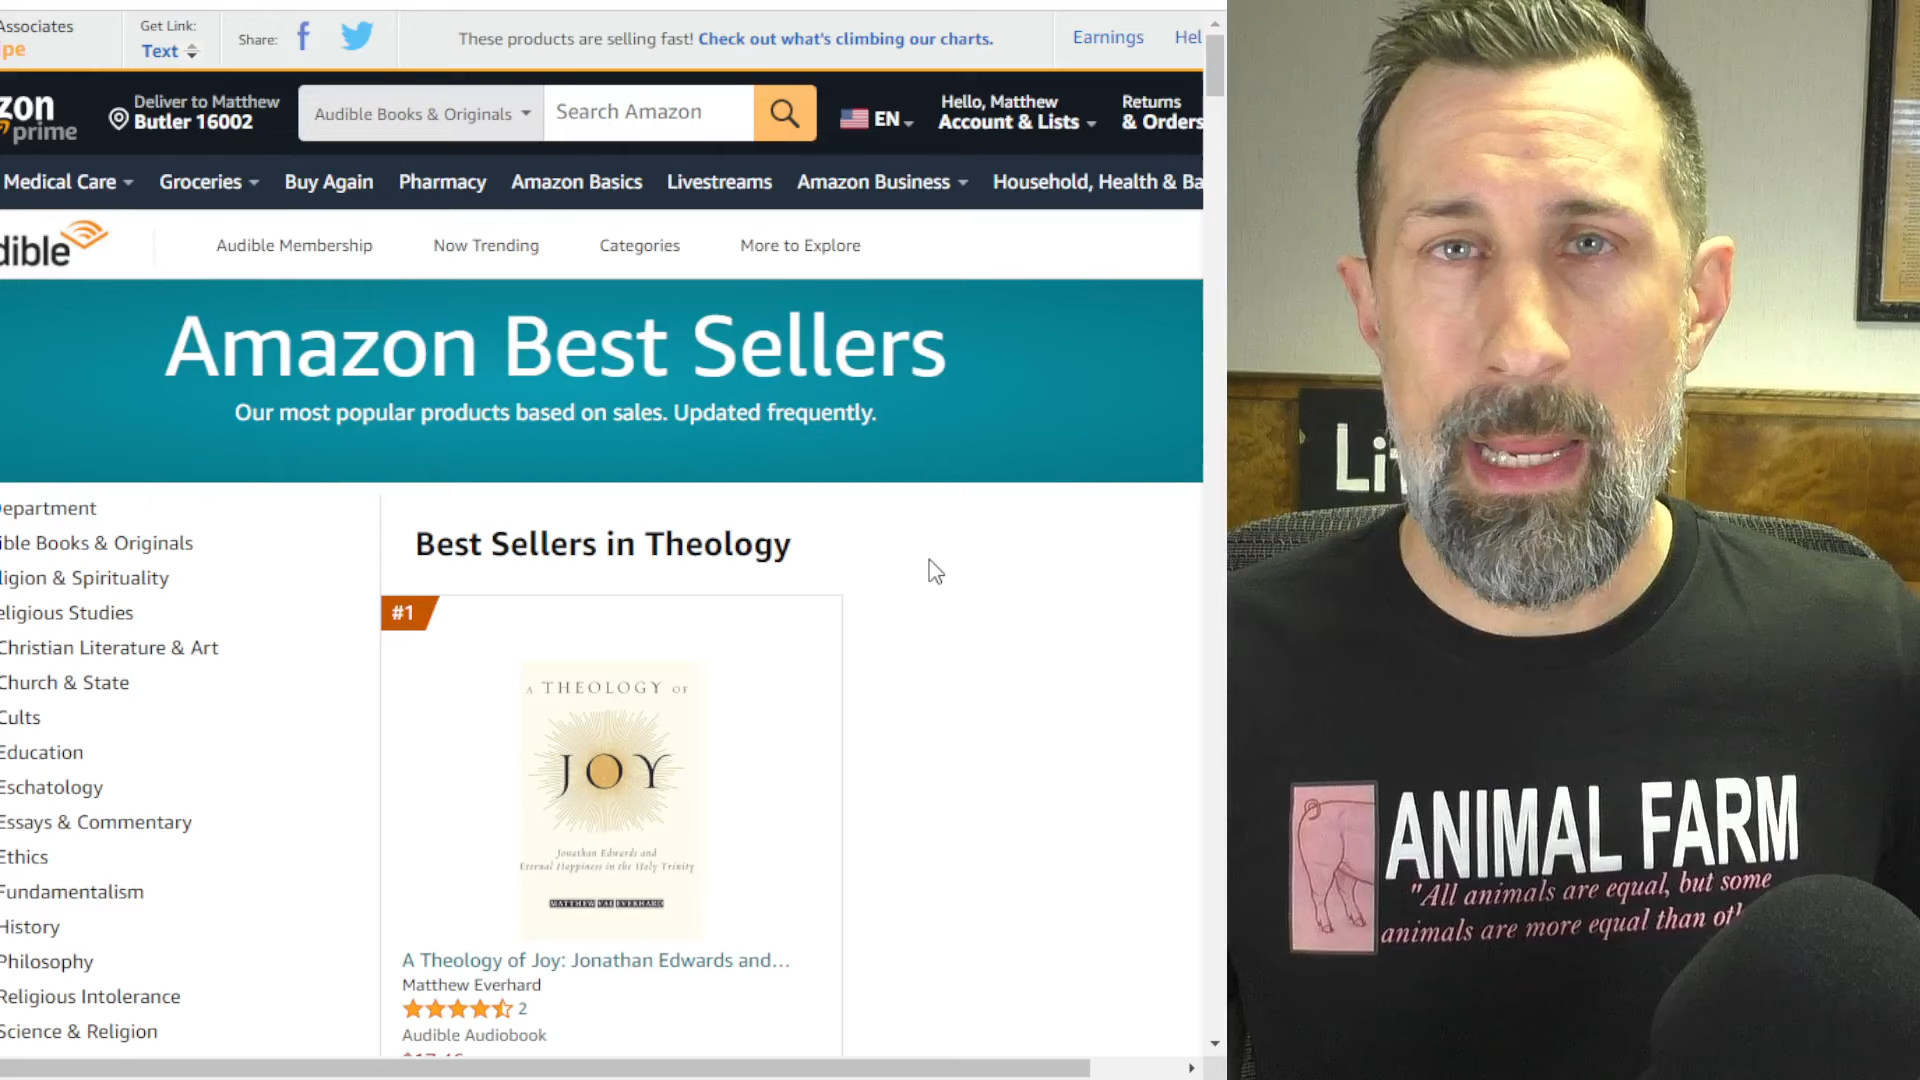 Associates
Get Link:
Text
Share:
These products are selling fast! Check out what's climbing our charts.
Earnings
Hel
zon
prime
Deliver to Matthew
Butler 16002
Audible Books & Originals
Search Amazon
EN
Hello, Matthew
Account & Lists
Returns
& Orders
Medical Care
Groceries
Buy Again
Pharmacy
Amazon Basics
Livestreams
Amazon Business
Household, Health & Ba
dible
Audible Membership
Now Trending
Categories
More to Explore
Amazon Best Sellers
Our most popular products based on sales. Updated frequently.
epartment
ible Books & Originals
ligion & Spirituality
eligious Studies
Christian Literature & Art
Church & State
Cults
Education
Eschatology
Essays & Commentary
Ethics
Fundamentalism
History
Philosophy
Religious Intolerance
Science & Religion
Best Sellers in Theology
#1
A THEOLOGY OF
JOY
Jonathan Edwards and
Eternal Happiness in the Holy Trinity
A Theology of Joy: Jonathan Edwards and...
Matthew Everhard
2
Audible Audiobook
Li
ANIMAL FARM
"All animals are equal, but some
animals are more equal than oth